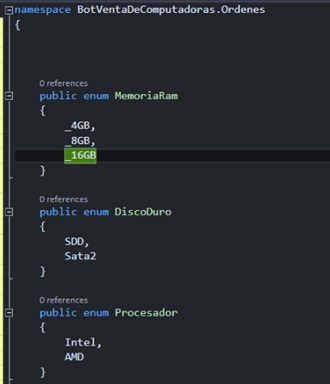 namespace BotVentaDeComputadoras.Ordenes
{
0 references
public enum MemoriaRam
{
_4GB,
_8GB,
_16GB
}
0 references
public enum DiscoDuro
{
SDD,
Sata2
}
0 references
public enum Procesador
{
Intel,
AMD
}